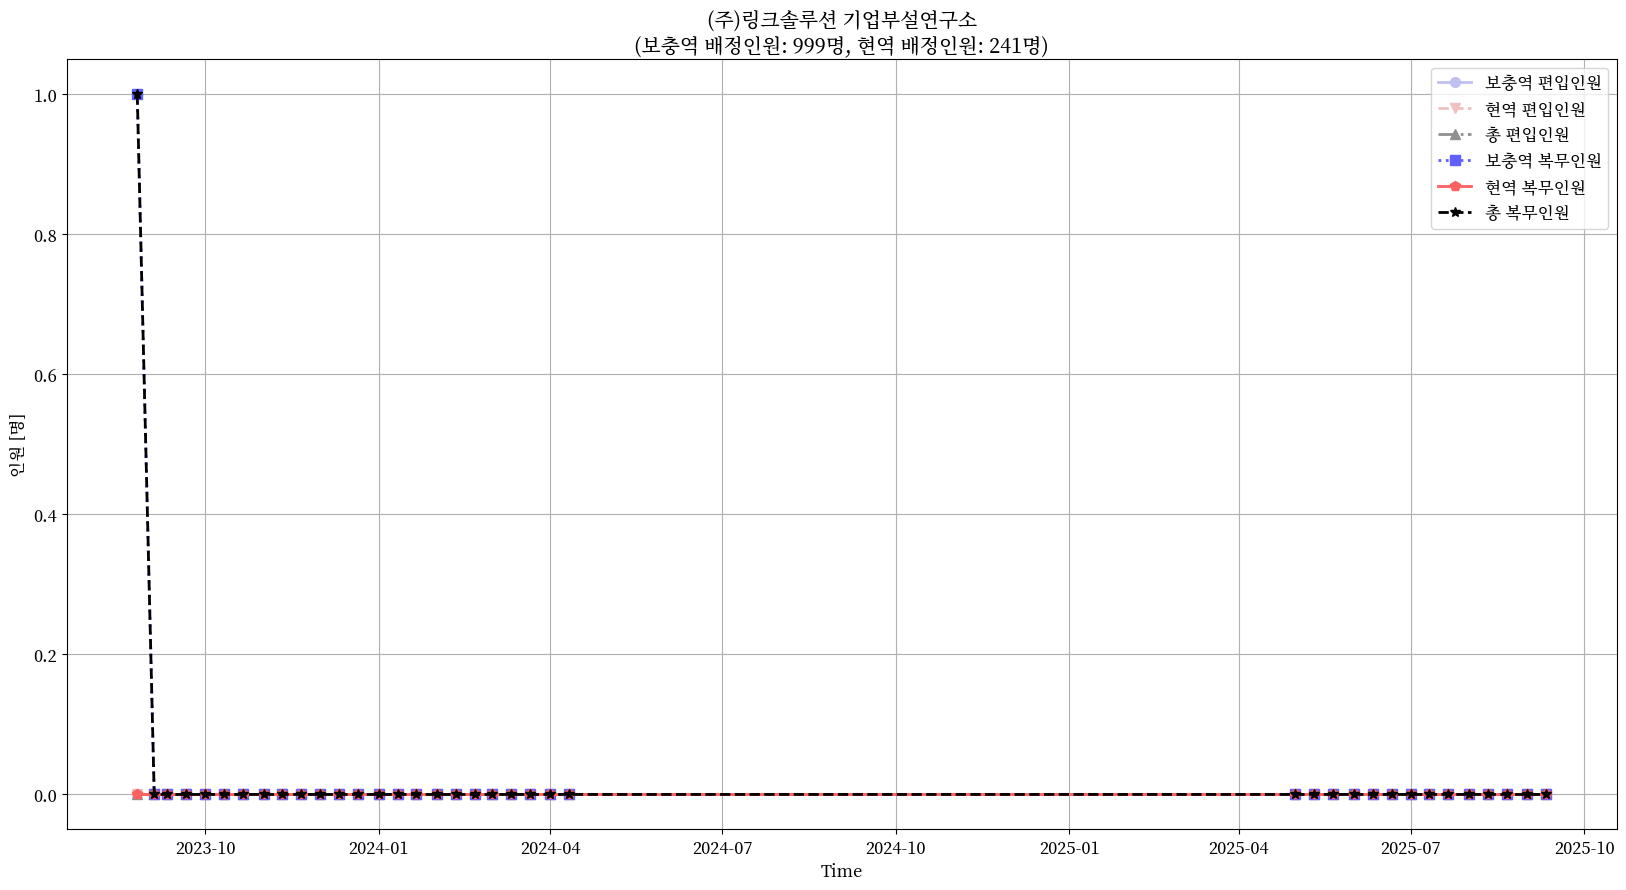 (주)링크솔루션 기업부설연구소
(보충역 배정인원: 999명, 현역 배정인원: 241명)
보충역 편입인원
현역 편입인원
총 편입인원
보충역 복무인원
현역 복무인원
총 복무인원
1.0
0.8
0.6
0.4
0.2
0.0
인원 [명]
2023-10
2024-01
2024-04
2024-07
2024-10
2025-01
2025-04
2025-07
2025-10
Time